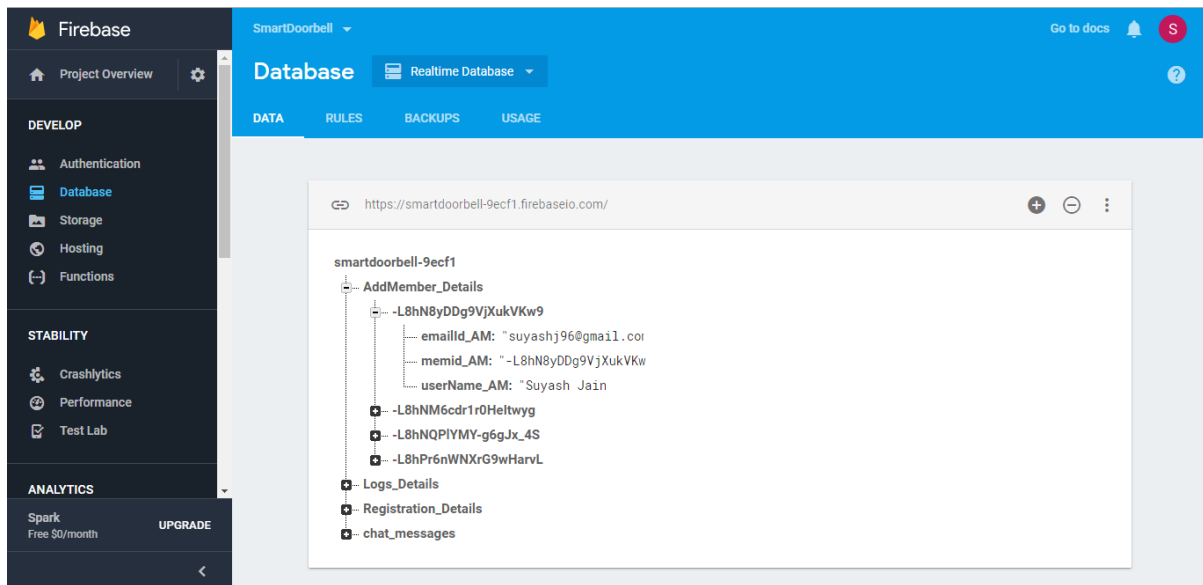 Firebase
Project Overview
DEVELOP
Authentication
Database
Storage
Hosting
Functions
STABILITY
Crashlytics
Performance
Test Lab
ANALYTICS
Spark
Free $0/month
UPGRADE
SmartDoorbell
Go to docs
S
Database
Realtime Database
DATA RULES BACKUPS USAGE
https://smartdoorbell-9ecf1.firebaseio.com/
smartdoorbell-9ecf1
AddMember_Details
-L8hN8yDDg9VjXukVKw9
emailId_AM: "suyashj96@gmail.com
memid_AM: "-L8hN8yDDg9VjXukVKw
userName_AM: "Suyash Jain
-L8hNM6cdr1r0Heltwyg
-L8hNQPlYMY-g6gJx_4S
-L8hPr6nWNXrG9wHarvL
Logs_Details
Registration_Details
chat_messages